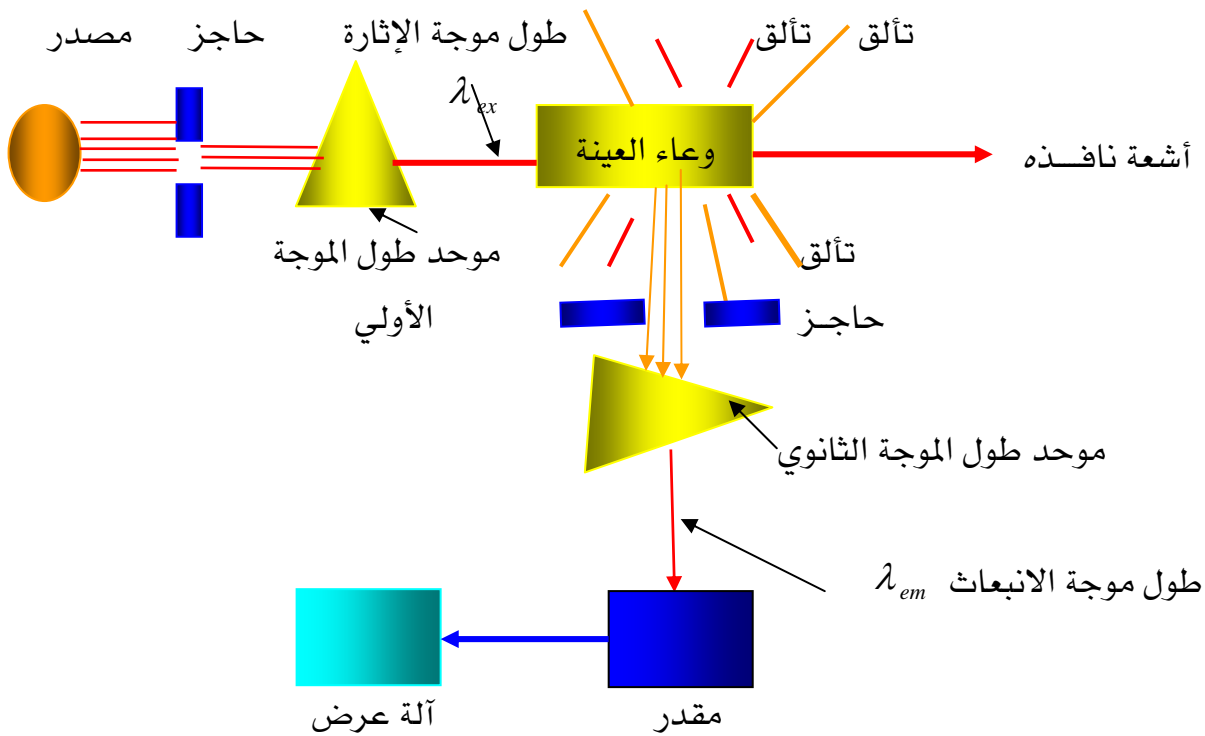 مصدر
حاجز
طول موجة الإثارة
تألق
تألق
λex
وعاء العينة
أشعة نافــذه
موحد طول الموجة
الأولي
تألق
حاجـز
موحد طول الموجة الثانوي
طول موجة الانبعاث λem
مقدر
آلة عرض